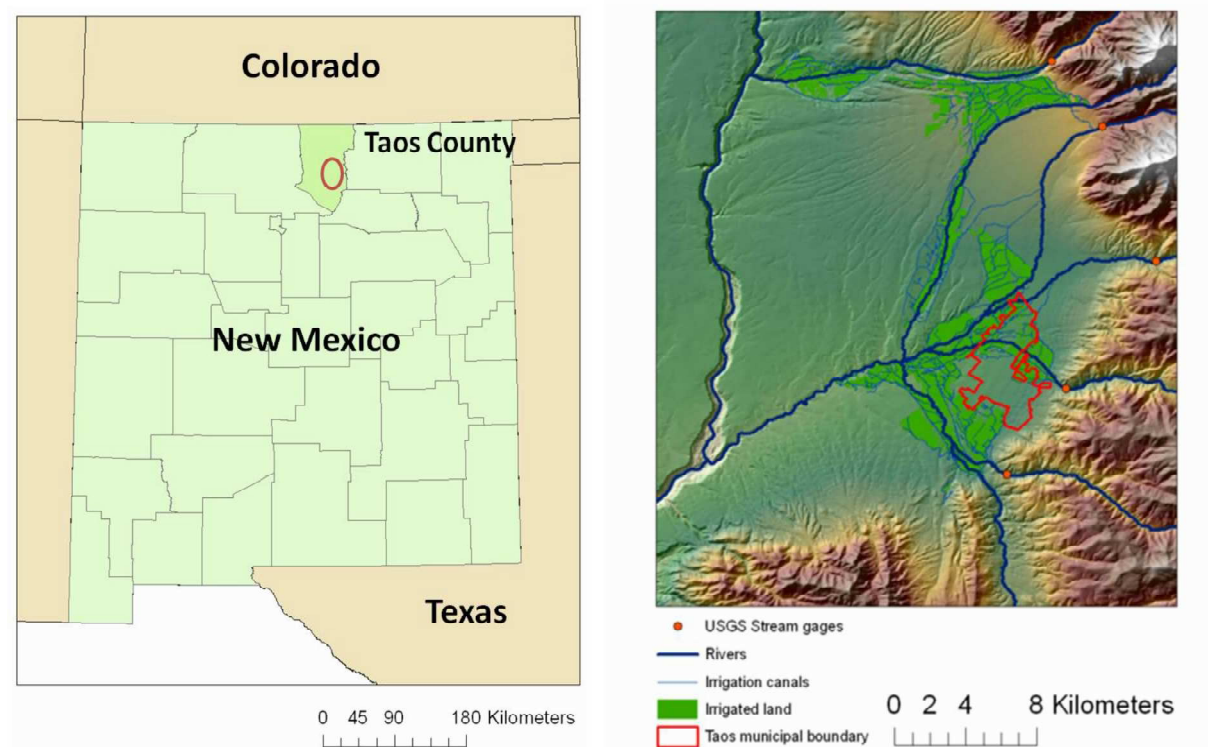 Colorado
Taos County
New Mexico
Texas
0 45 90 180 Kilometers
USGS Stream gages
Rivers
Irrigation canals
Irrigated land
Taos municipal boundary
0 2 4 8 Kilometers